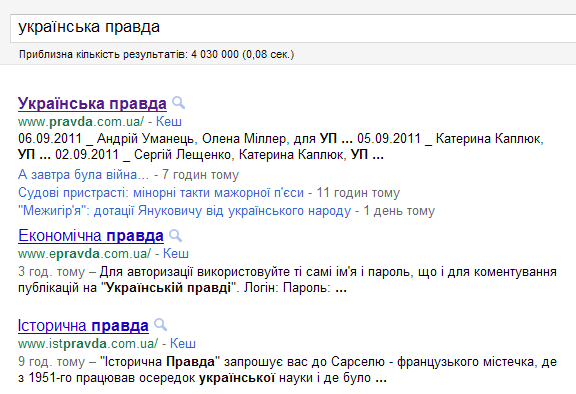 українська правда
Приблизна кількість результатів: 4 030 000 (0,08 сек.)
Українська правда
www.pravda.com.ua/ - Кеш
06.09.2011 _ Андрій Уманець, Олена Міллер, для УП ... 05.09.2011 _ Катерина Каплюк,
УП ... 02.09.2011 _ Сергій Лещенко, Катерина Каплюк, УП ...
А завтра була війна... - 7 годин тому
Судові пристрасті: мінорні такти мажорної п'єси - 11 годин тому
"Межигір'я": дотації Януковичу від українського народу - 1 день тому
Економічна правда
www.epravda.com.ua/ - Кеш
3 год. тому – Для авторизації використовуйте ті самі ім'я і пароль, що і для коментування
публікацій на "Українській правді". Логін: Пароль: ...
Історична правда
www.istpravda.com.ua/ - Кеш
9 год. тому – "Історична Правда" запрошує вас до Сарселю - французького містечка, де
з 1951-го працював осередок української науки і де було ...